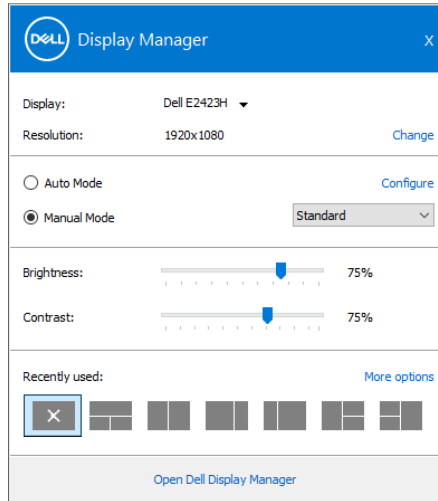 DELL Display Manager X
Display: Dell E2423H
Resolution: 1920x1080 Change
Auto Mode Configure
Manual Mode Standard
Brightness: 75%
Contrast: 75%
Recently used: More options
Open Dell Display Manager